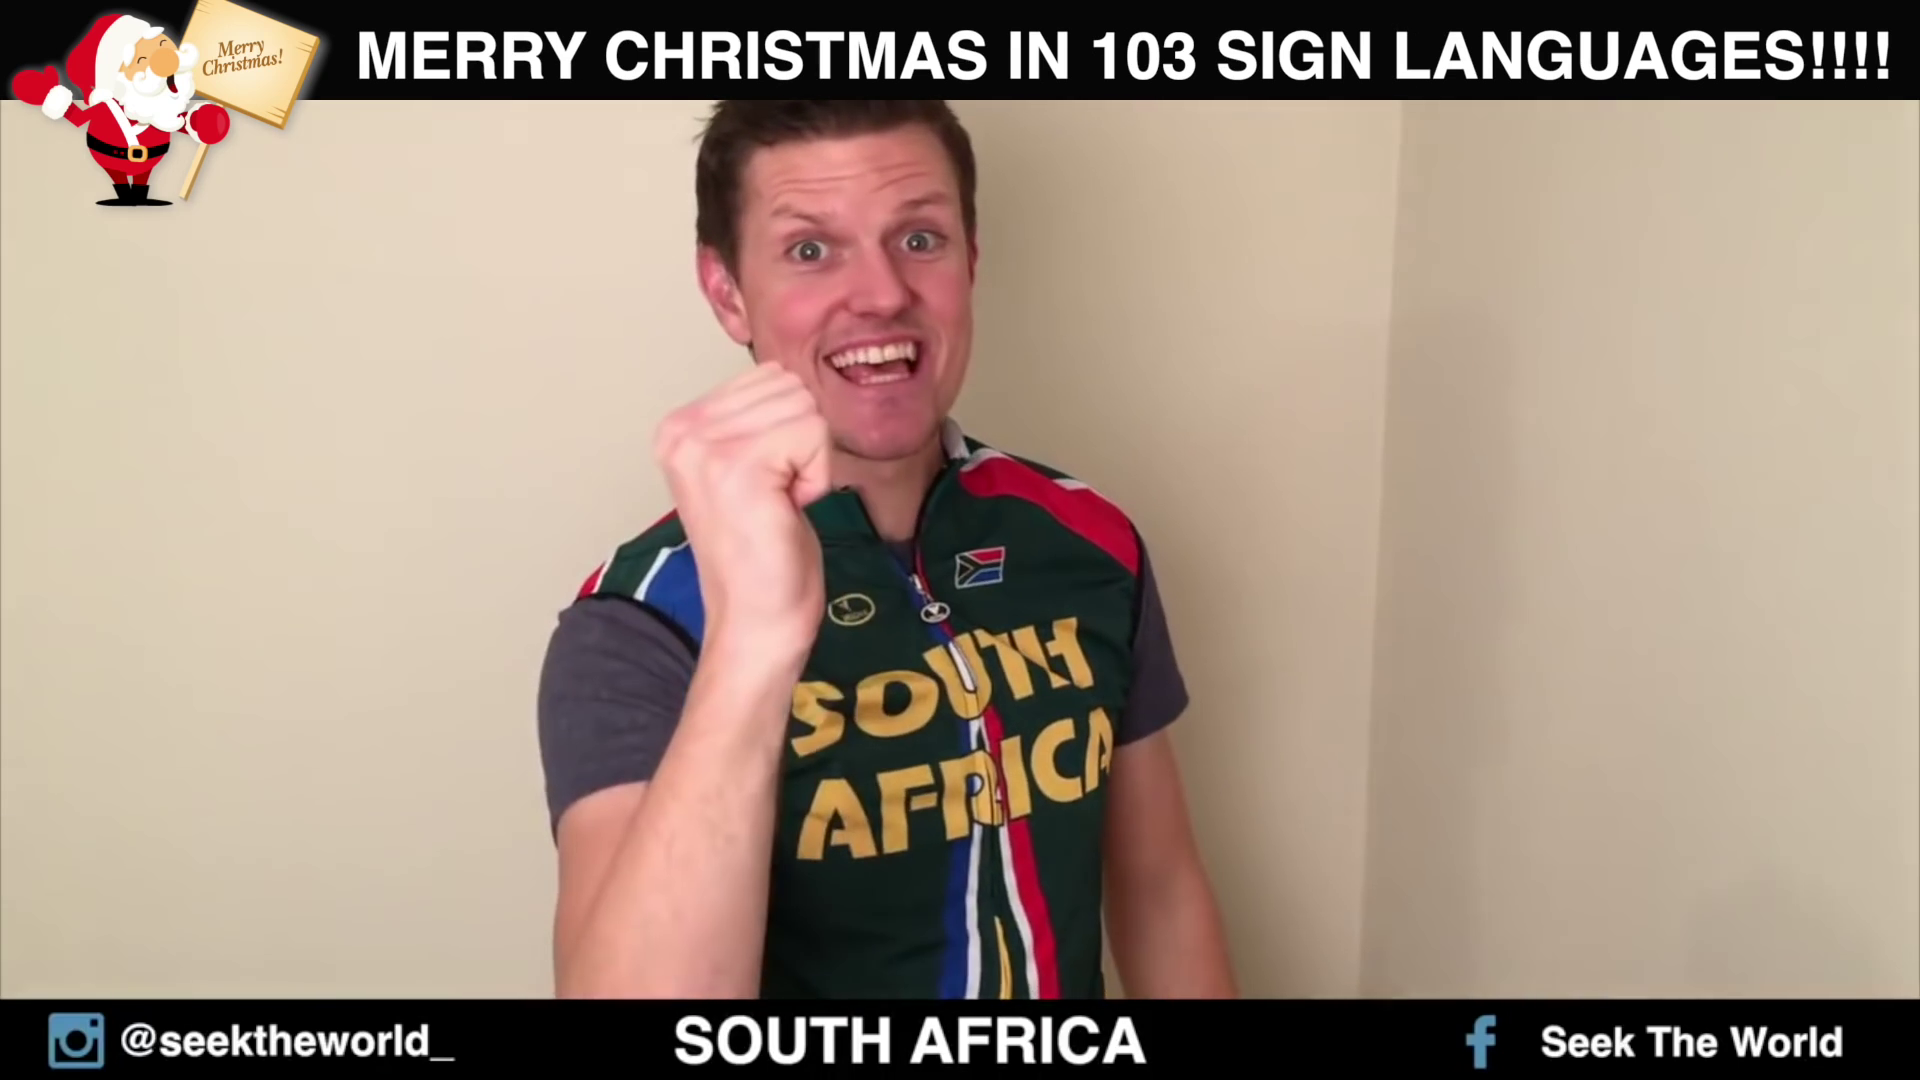 Merry
Christmas!
MERRY CHRISTMAS IN 103 SIGN LANGUAGES!!!!
SOUTH
AFRICA
@seektheworld_
SOUTH AFRICA
Seek The World